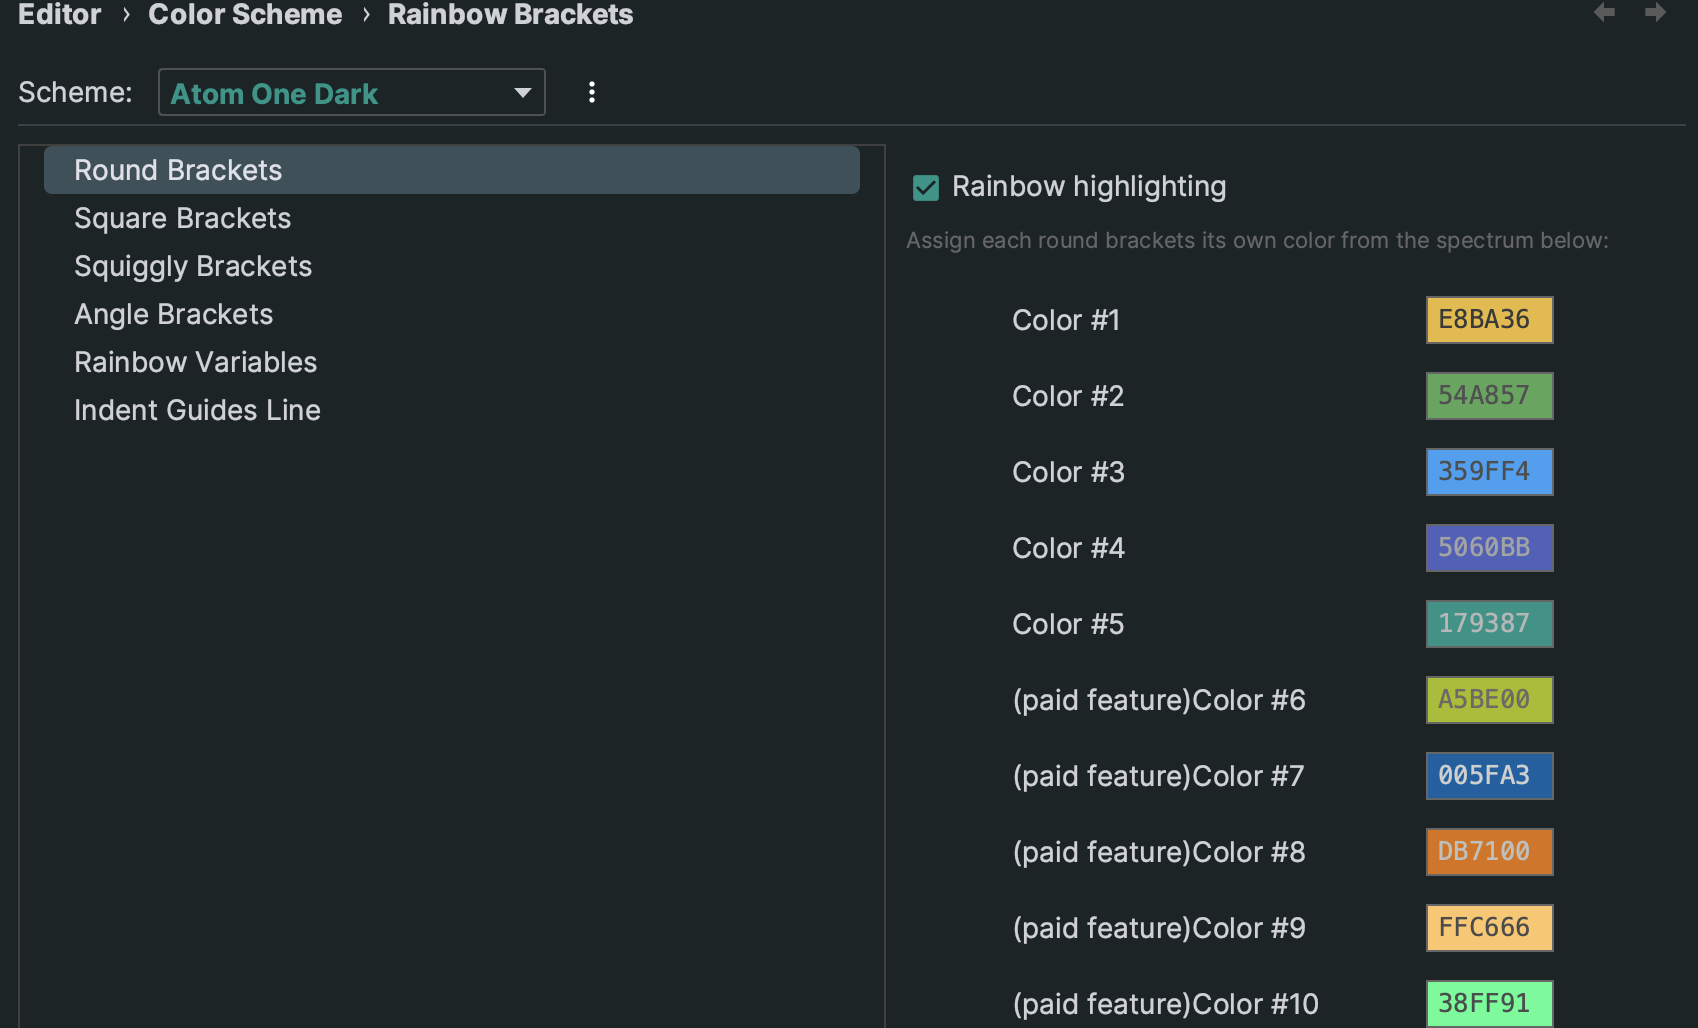 Editor › Color Scheme › Rainbow Brackets
Scheme: Atom One Dark
Round Brackets
Square Brackets
Squiggly Brackets
Angle Brackets
Rainbow Variables
Indent Guides Line
Rainbow highlighting
Assign each round brackets its own color from the spectrum below:
Color #1 E8BA36
Color #2 54A857
Color #3 359FF4
Color #4 5060BB
Color #5 179387
(paid feature)Color #6 A5BE00
(paid feature)Color #7 005FA3
(paid feature)Color #8 DB7100
(paid feature)Color #9 FFC666
(paid feature)Color #10 38FF91